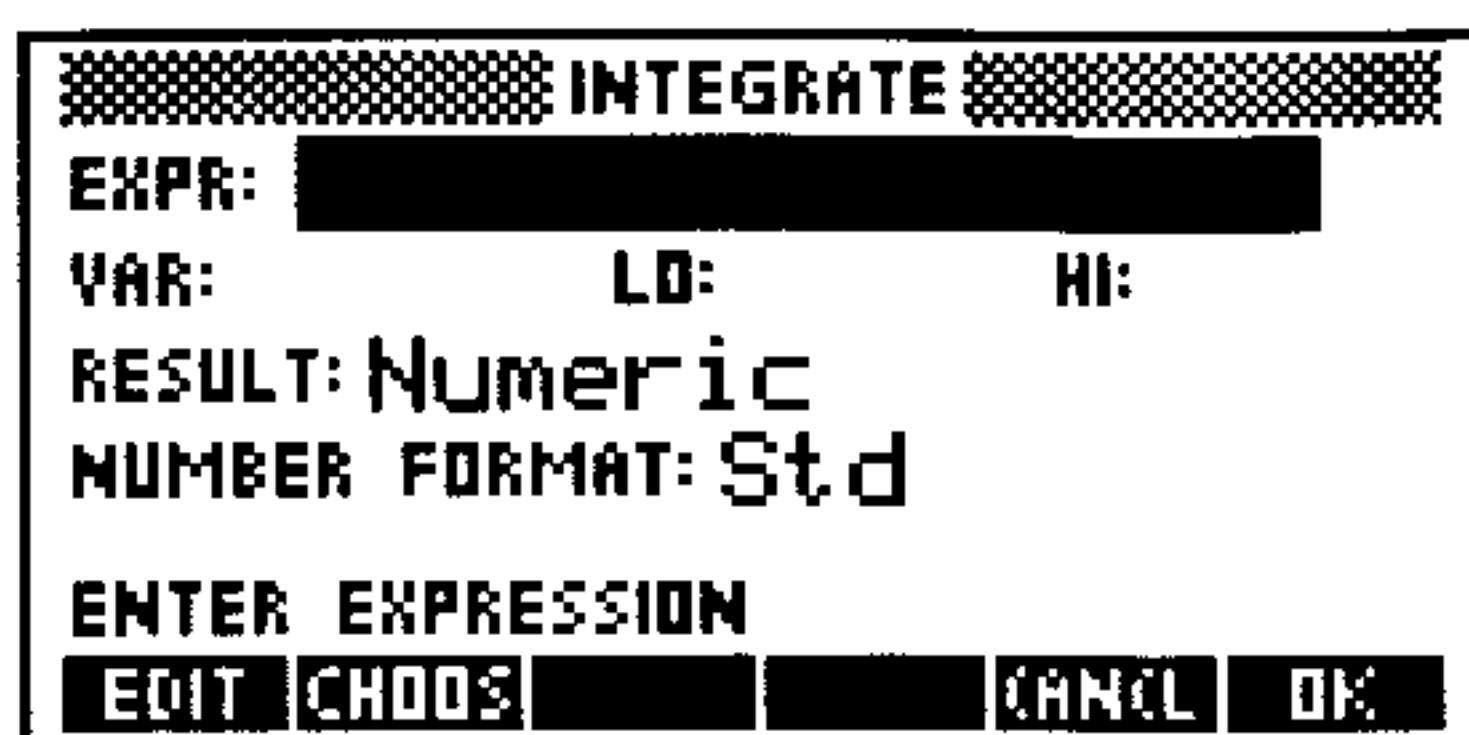 INTEGRATE
EXPR:
VAR: LO: HI:
RESULT: Numeric
NUMBER FORMAT: Std
ENTER EXPRESSION
EDIT CHOOS CANCL OK